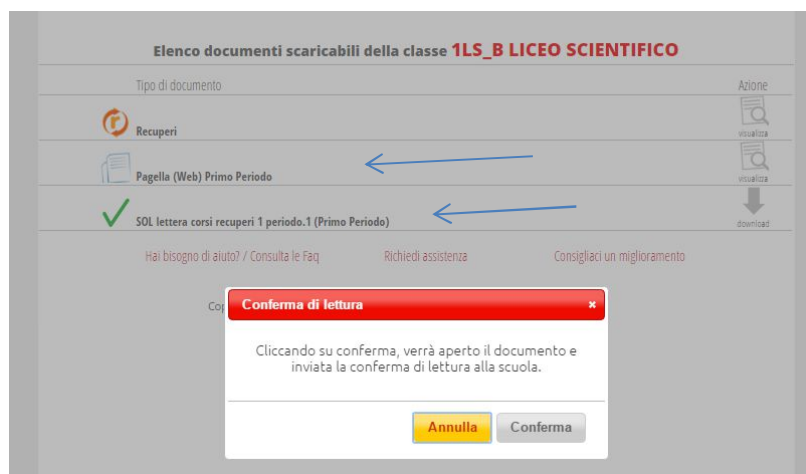 Elenco documenti scaricabili della classe 1LS_B LICEO SCIENTIFICO
Tipo di documento Azione
Recuperi visualizza
Pagella (Web) Primo Periodo visualizza
SOL lettera corsi recuperi 1 periodo.1 (Primo Periodo) download
Hai bisogno di aiuto? / Consulta le Faq Richiedi assistenza Consigliaci un miglioramento
Conferma di lettura ×
Cliccando su conferma, verrà aperto il documento e
inviata la conferma di lettura alla scuola.
Annulla Conferma